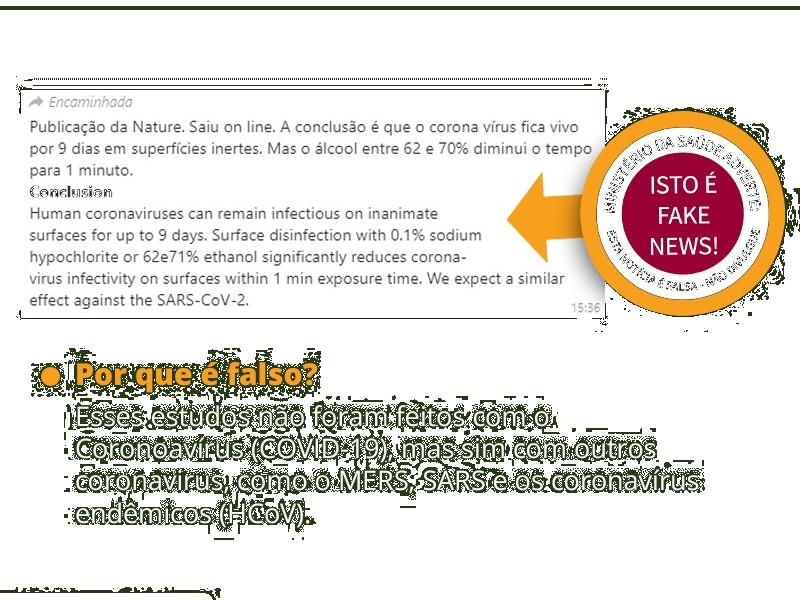 Encaminhada
Publicação da Nature. Saiu on line. A conclusão é que o corona vírus fica vivo
por 9 dias em superfícies inertes. Mas o álcool entre 62 e 70% diminui o tempo
para 1 minuto.
Conclusion
Human coronaviruses can remain infectious on inanimate
surfaces for up to 9 days. Surface disinfection with 0.1% sodium
hypochlorite or 62e71% ethanol significantly reduces corona-
virus infectivity on surfaces within 1 min exposure time. We expect a similar
effect against the SARS-CoV-2.
15:36
MINISTÉRIO DA SAÚDE ADVERTE:
ISTO É
FAKE
NEWS!
ESTA NOTÍCIA É FALSA - NÃO DIVULGUE
Por que é falso?
Esses estudos não foram feitos com o
Coronoavírus (COVID-19), mas sim com outros
coronavirus, como o MERS, SARS e os coronavírus
endêmicos (HCoV).